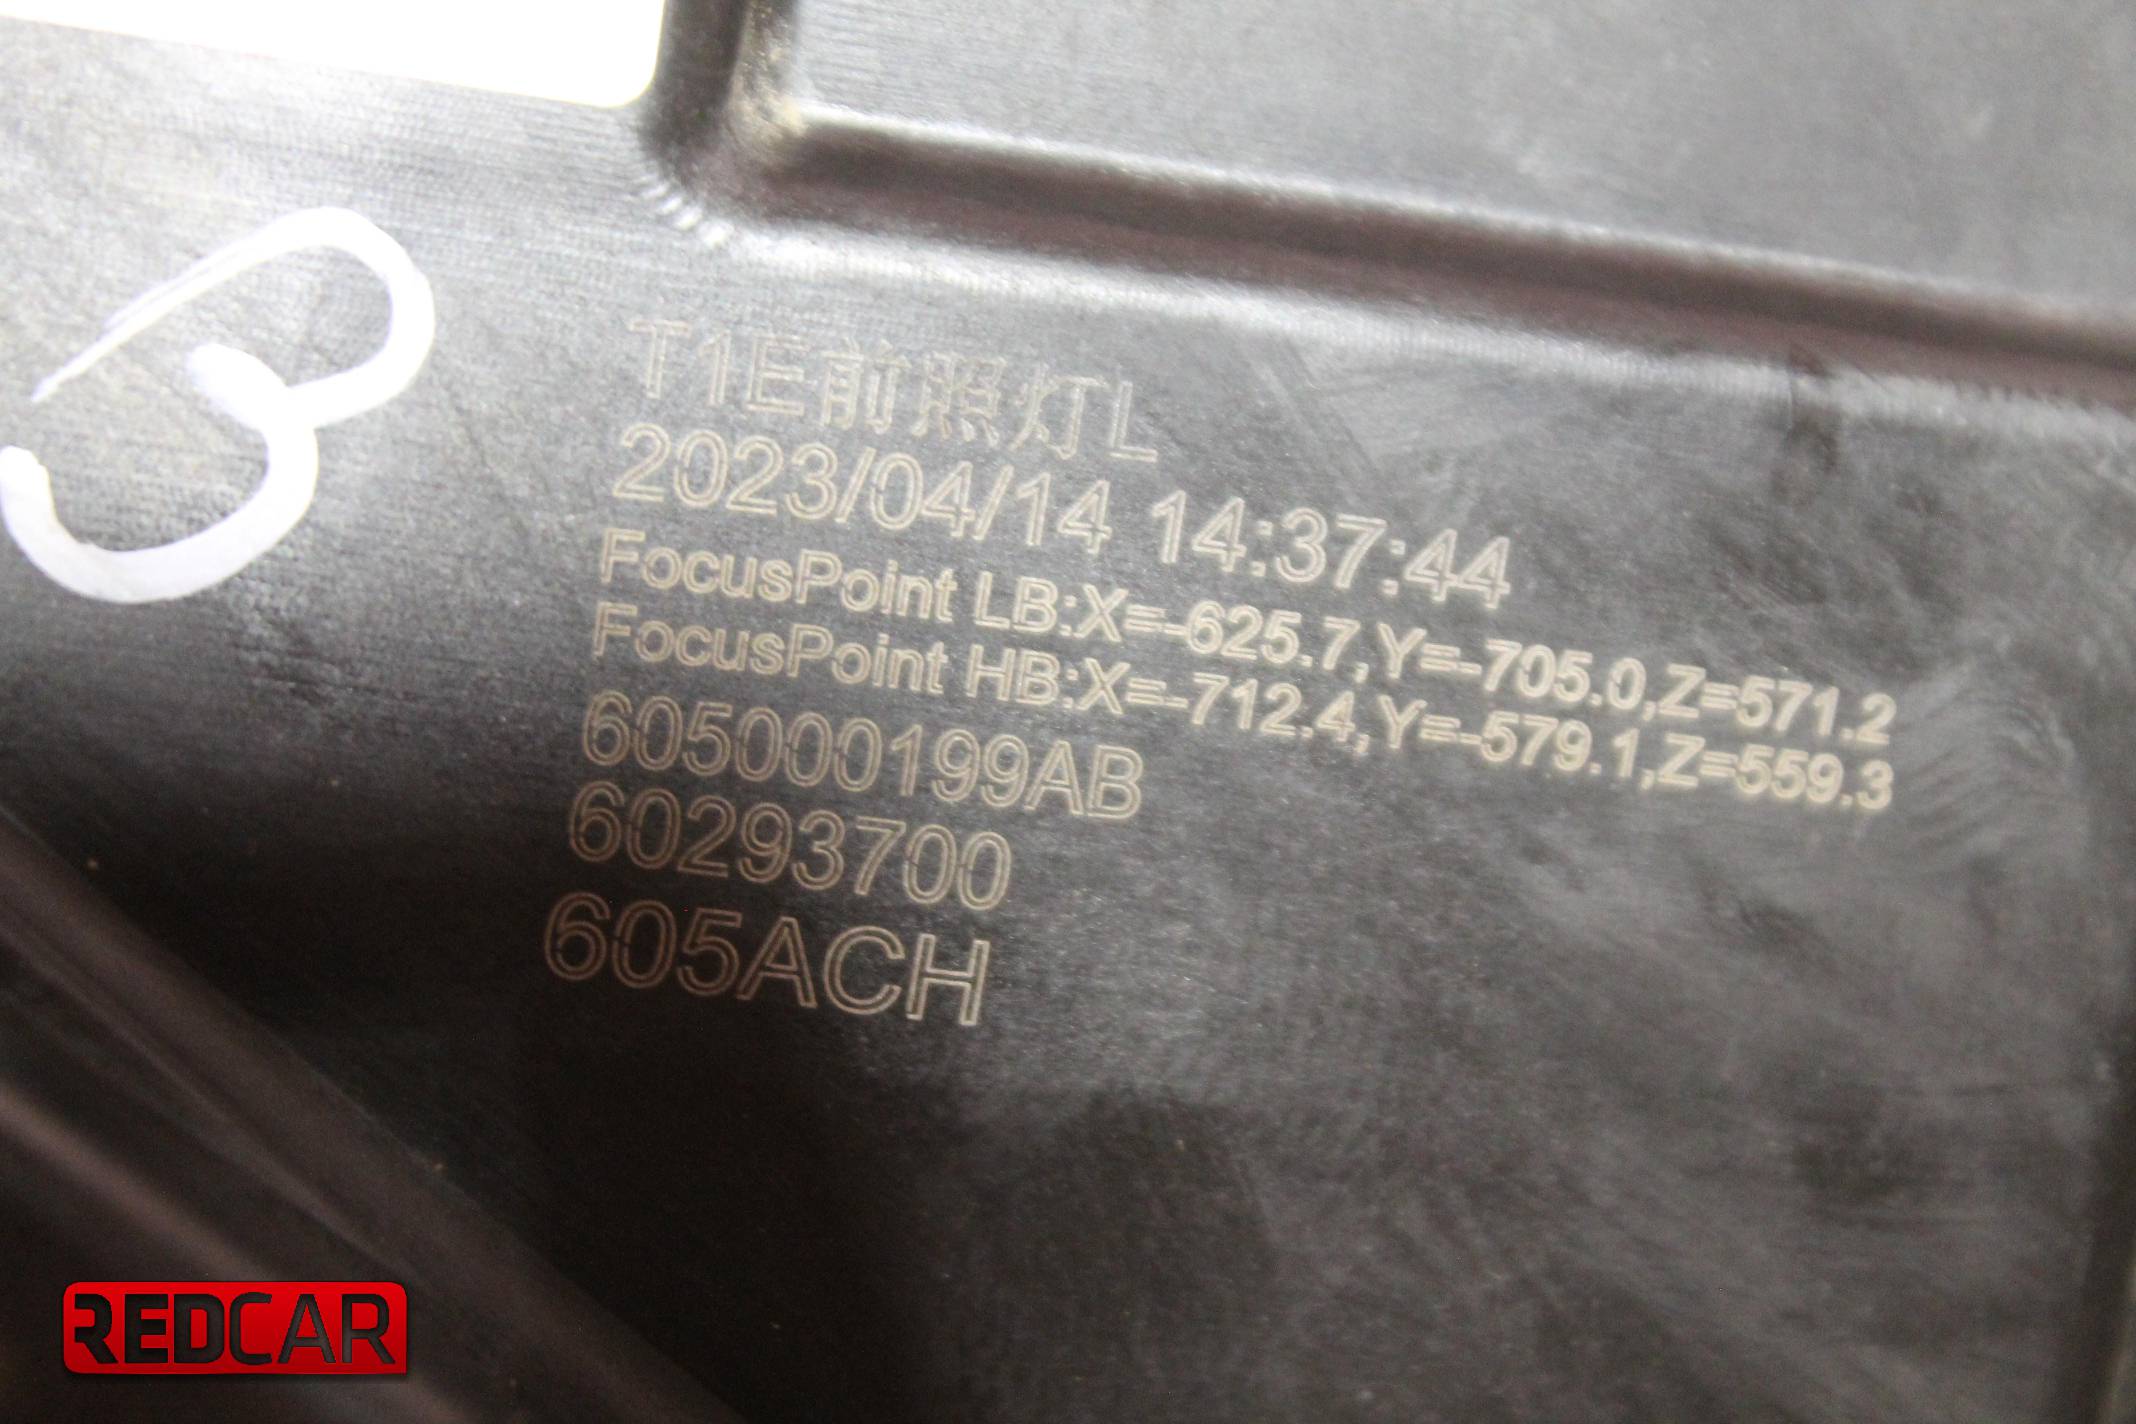 3
T1E前照灯L
2023/04/14 14:37:44
FocusPoint LB:X=-625.7,Y=-705.0,Z=571.2
FocusPoint HB:X=-712.4,Y=-579.1,Z=559.3
605000199AB
60293700
605ACH
REDCAR